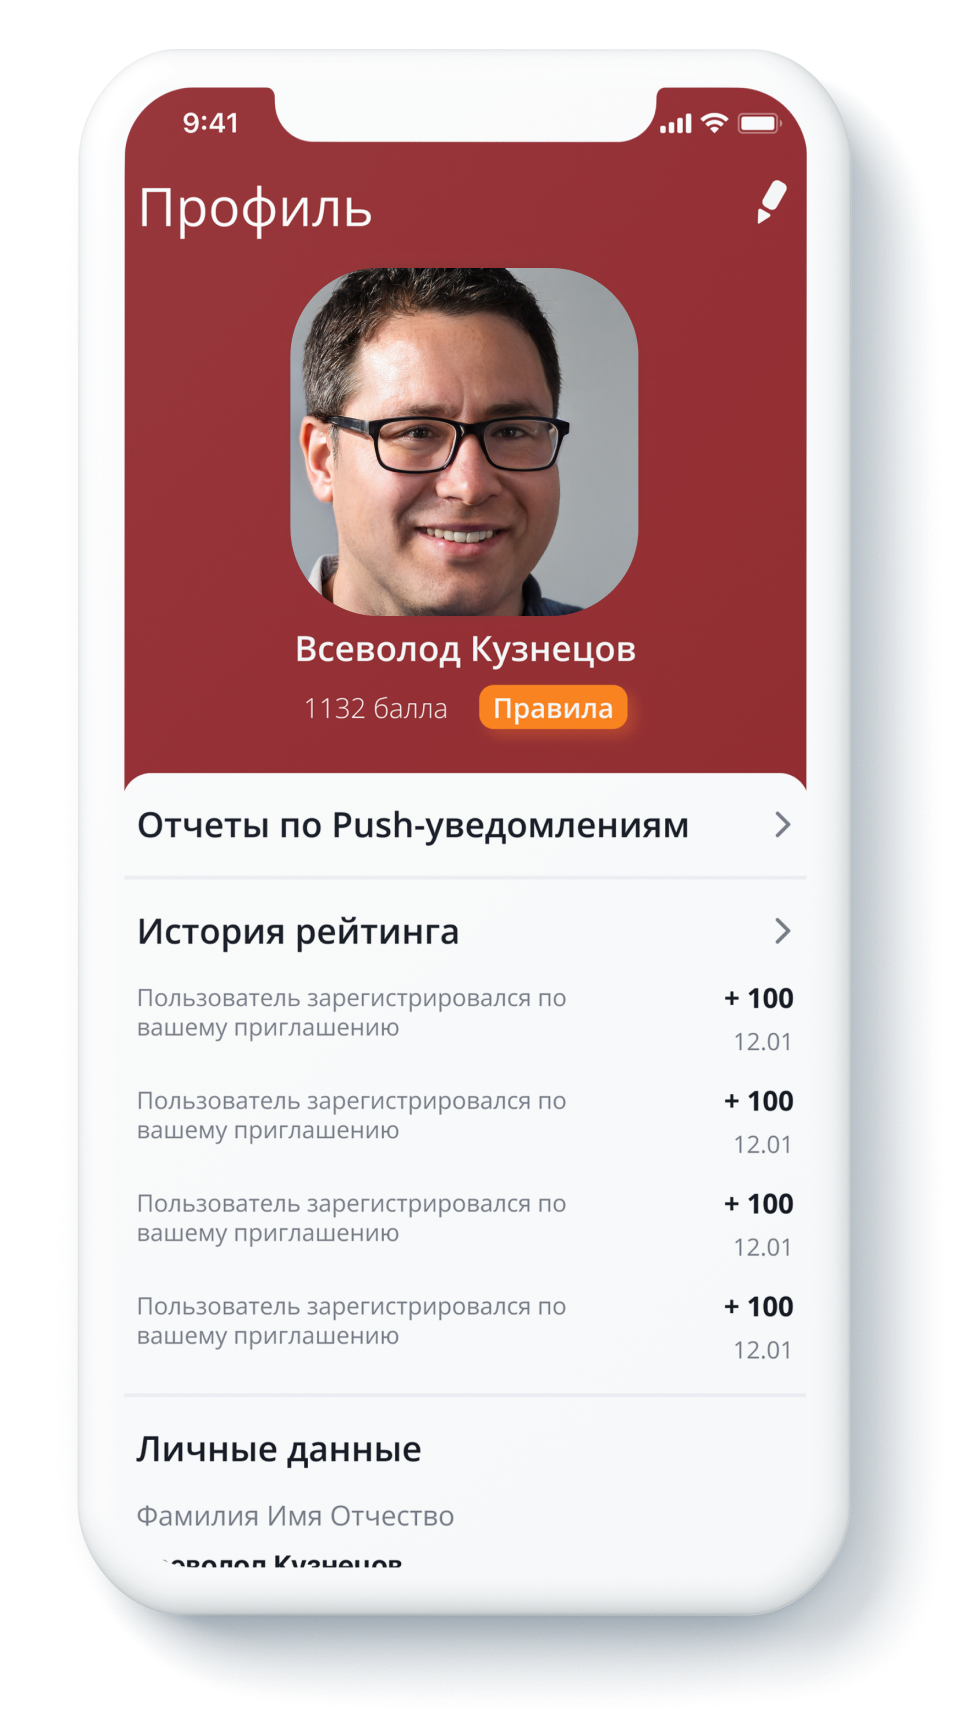 9:41
Профиль
Всеволод Кузнецов
1132 балла Правила
Отчеты по Push-уведомлениям
История рейтинга
Пользователь зарегистрировался по + 100
вашему приглашению 12.01
Пользователь зарегистрировался по + 100
вашему приглашению 12.01
Пользователь зарегистрировался по + 100
вашему приглашению 12.01
Пользователь зарегистрировался по + 100
вашему приглашению 12.01
Личные данные
Фамилия Имя Отчество
Кузнецов